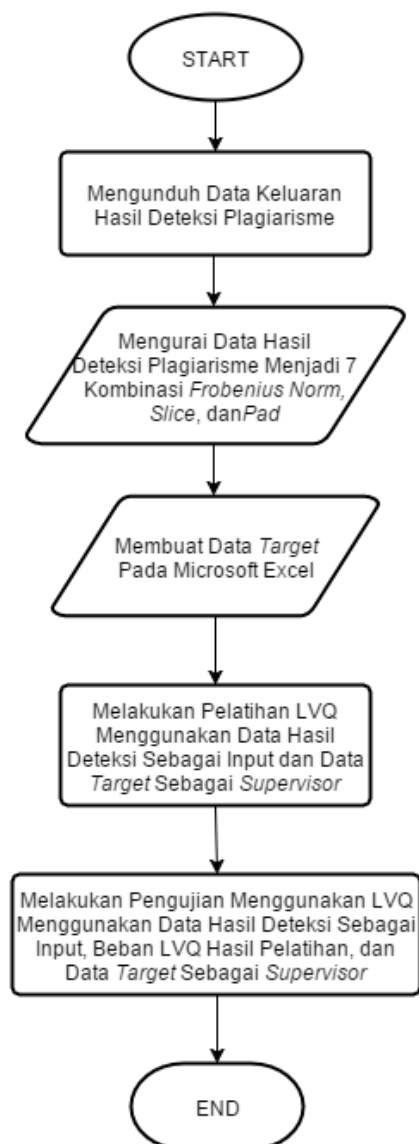 START
Mengunduh Data Keluaran
Hasil Deteksi Plagiarisme
Mengurai Data Hasil
Deteksi Plagiarisme Menjadi 7
Kombinasi Frobenius Norm,
Slice, danPad
Membuat Data Target
Pada Microsoft Excel
Melakukan Pelatihan LVQ
Menggunakan Data Hasil
Deteksi Sebagai Input dan Data
Target Sebagai Supervisor
Melakukan Pengujian Menggunakan LVQ
Menggunakan Data Hasil Deteksi Sebagai
Input, Beban LVQ Hasil Pelatihan, dan
Data Target Sebagai Supervisor
END